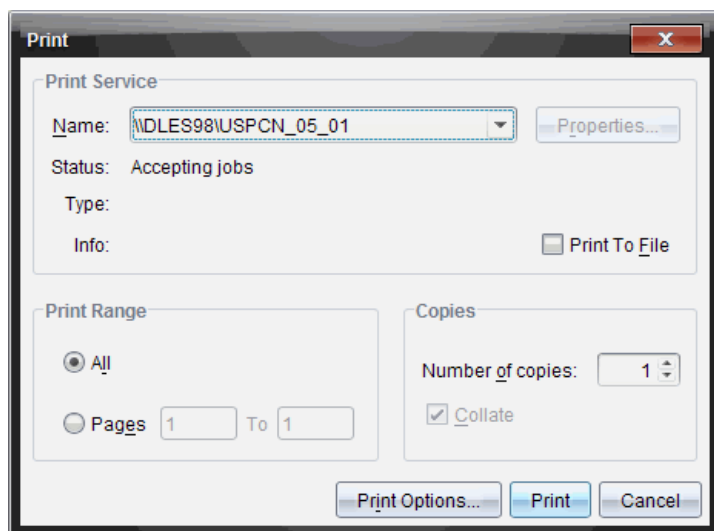 Print
Print Service
Name: \\DLES98\USPCN_05_01 Properties...
Status: Accepting jobs
Type:
Info: Print To File
Print Range
All
Pages 1 To 1
Copies
Number of copies: 1
Collate
Print Options... Print Cancel